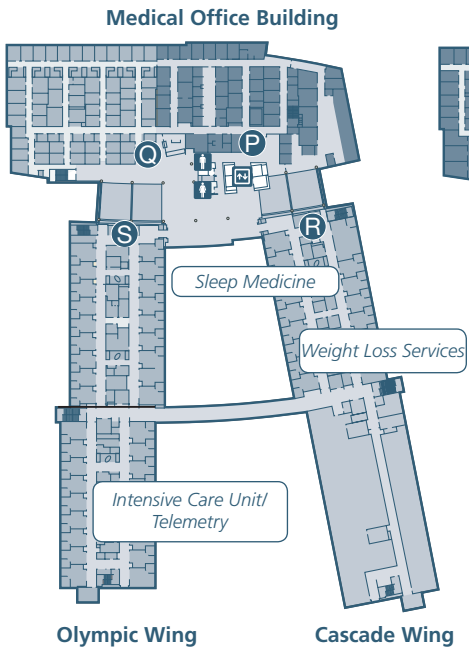 Medical Office Building
P
Q
R
S
Sleep Medicine
Weight Loss Services
Intensive Care Unit/
Telemetry
Olympic Wing
Cascade Wing